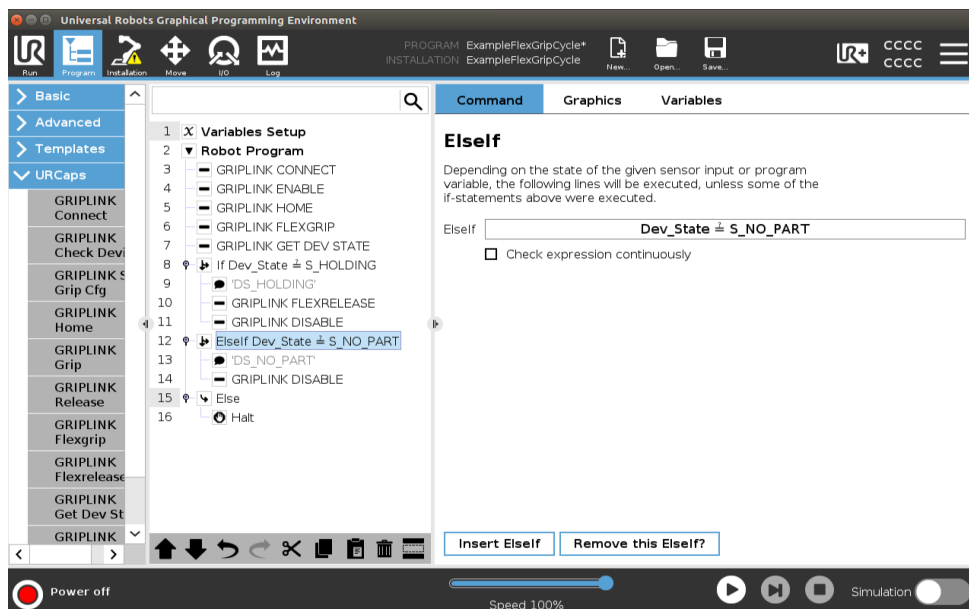 Universal Robots Graphical Programming Environment
Run
Program
Installation
Move
I/O
Log
PROGRAM ExampleFlexGripCycle*
INSTALLATION ExampleFlexGripCycle
New...
Open...
Save...
UR+
CCCC
CCCC
Basic
Advanced
Templates
URCaps
GRIPLINK
Connect
GRIPLINK
Check Devi
GRIPLINK S
Grip Cfg
GRIPLINK
Home
GRIPLINK
Grip
GRIPLINK
Release
GRIPLINK
Flexgrip
GRIPLINK
Flexrelease
GRIPLINK
Get Dev St
GRIPLINK
1 X Variables Setup
2 Robot Program
3 GRIPLINK CONNECT
4 GRIPLINK ENABLE
5 GRIPLINK HOME
6 GRIPLINK FLEXGRIP
7 GRIPLINK GET DEV STATE
8 If Dev_State ≟ S_HOLDING
9 'DS_HOLDING'
10 GRIPLINK FLEXRELEASE
11 GRIPLINK DISABLE
12 ElseIf Dev_State ≟ S_NO_PART
13 'DS_NO_PART'
14 GRIPLINK DISABLE
15 Else
16 Halt
Command Graphics Variables
ElseIf
Depending on the state of the given sensor input or program
variable, the following lines will be executed, unless some of the
if-statements above were executed.
ElseIf Dev_State ≟ S_NO_PART
Check expression continuously
Insert ElseIf
Remove this ElseIf?
Power off
Speed 100%
Simulation